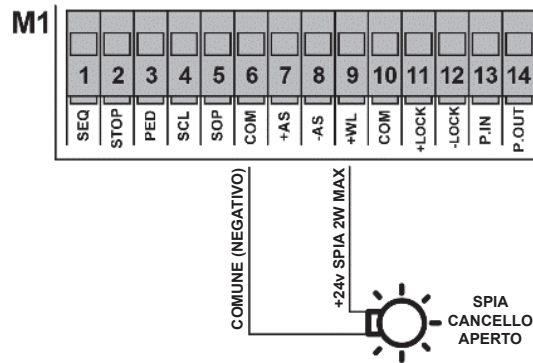 M1
1 2 3 4 5 6 7 8 9 10 11 12 13 14
SEQ STOP PED SCL SOP COM +AS -AS +WL COM +LOCK -LOCK P.IN P.OUT
COMUNE (NEGATIVO)
+24v SPIA 2W MAX
SPIA
CANCELLO
APERTO